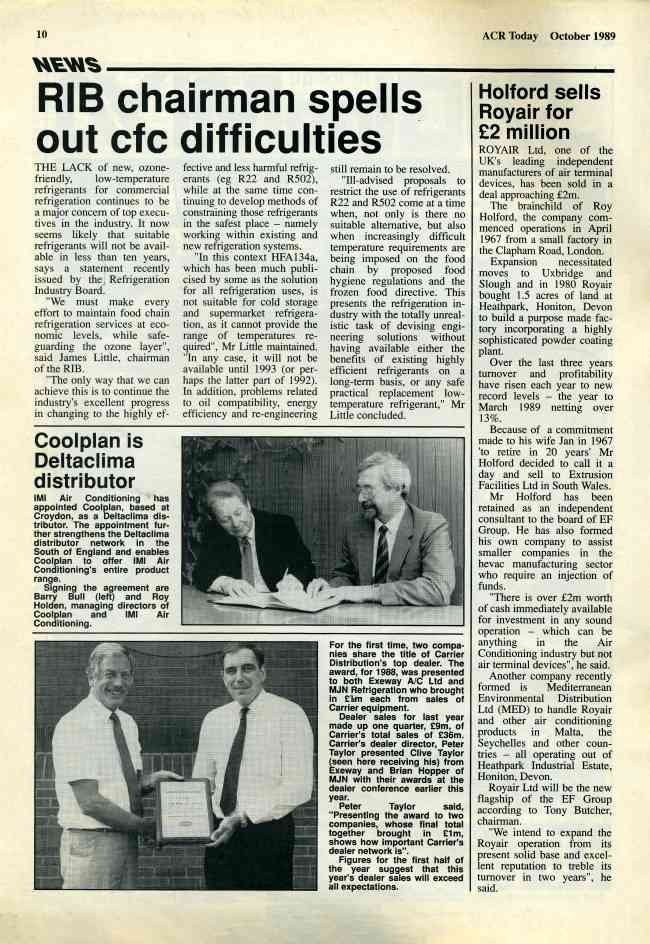 10
ACR Today October 1989
NEWS
RIB chairman spells
out cfc difficulties
THE LACK of new, ozone-
friendly, low-temperature
refrigerants for commercial
refrigeration continues to be
a major concern of top execu-
tives in the industry. It now
seems likely that suitable
refrigerants will not be avail-
able in less than ten years,
says a statement recently
issued by the Refrigeration
Industry Board.
"We must make every
effort to maintain food chain
refrigeration services at eco-
nomic levels, while safe-
guarding the ozone layer",
said James Little, chairman
of the RIB.
"The only way that we can
achieve this is to continue the
industry's excellent progress
in changing to the highly ef-
fective and less harmful refrig-
erants (eg R22 and R502),
while at the same time con-
tinuing to develop methods of
constraining those refrigerants
in the safest place – namely
working within existing and
new refrigeration systems.
"In this context HFA134a,
which has been much publi-
cised by some as the solution
for all refrigeration uses, is
not suitable for cold storage
and supermarket refrigera-
tion, as it cannot provide the
range of temperatures re-
quired", Mr Little maintained.
"In any case, it will not be
available until 1993 (or per-
haps the latter part of 1992).
In addition, problems related
to oil compatibility, energy
efficiency and re-engineering
still remain to be resolved.
"Ill-advised proposals to
restrict the use of refrigerants
R22 and R502 come at a time
when, not only is there no
suitable alternative, but also
when increasingly difficult
temperature requirements are
being imposed on the food
chain by proposed food
hygiene regulations and the
frozen food directive. This
presents the refrigeration in-
dustry with the totally unreal-
istic task of devising engi-
neering solutions without
having available either the
benefits of existing highly
efficient refrigerants on a
long-term basis, or any safe
practical replacement low-
temperature refrigerant," Mr
Little concluded.
Coolplan is
Deltaclima
distributor
IMI Air Conditioning has
appointed Coolplan, based at
Croydon, as a Deltaclima dis-
tributor. The appointment fur-
ther strengthens the Deltaclima
distributor network in the
South of England and enables
Coolplan to offer IMI Air
Conditioning's entire product
range.
Signing the agreement are
Barry Bull (left) and Roy
Holden, managing directors of
Coolplan and IMI Air
Conditioning.
For the first time, two compa-
nies share the title of Carrier
Distribution's top dealer. The
award, for 1988, was presented
to both Exeway A/C Ltd and
MJN Refrigeration who brought
in £½m each from sales of
Carrier equipment.
Dealer sales for last year
made up one quarter, £9m, of
Carrier's total sales of £36m.
Carrier's dealer director, Peter
Taylor presented Clive Taylor
(seen here receiving his) from
Exeway and Brian Hopper of
MJN with their awards at the
dealer conference earlier this
year.
Peter Taylor said,
"Presenting the award to two
companies, whose final total
together brought in £1m,
shows how important Carrier's
dealer network is".
Figures for the first half of
the year suggest that this
year's dealer sales will exceed
all expectations.
Holford sells
Royair for
£2 million
ROYAIR Ltd, one of the
UK's leading independent
manufacturers of air terminal
devices, has been sold in a
deal approaching £2m.
The brainchild of Roy
Holford, the company com-
menced operations in April
1967 from a small factory in
the Clapham Road, London.
Expansion necessitated
moves to Uxbridge and
Slough and in 1980 Royair
bought 1.5 acres of land at
Heathpark, Honiton, Devon
to build a purpose made fac-
tory incorporating a highly
sophisticated powder coating
plant.
Over the last three years
turnover and profitability
have risen each year to new
record levels – the year to
March 1989 netting over
13%.
Because of a commitment
made to his wife Jan in 1967
'to retire in 20 years' Mr
Holford decided to call it a
day and sell to Extrusion
Facilities Ltd in South Wales.
Mr Holford has been
retained as an independent
consultant to the board of EF
Group. He has also formed
his own company to assist
smaller companies in the
hevac manufacturing sector
who require an injection of
funds.
"There is over £2m worth
of cash immediately available
for investment in any sound
operation – which can be
anything in the Air
Conditioning industry but not
air terminal devices", he said.
Another company recently
formed is Mediterranean
Environmental Distribution
Ltd (MED) to handle Royair
and other air conditioning
products in Malta, the
Seychelles and other coun-
tries – all operating out of
Heathpark Industrial Estate,
Honiton, Devon.
Royair Ltd will be the new
flagship of the EF Group
according to Tony Butcher,
chairman.
"We intend to expand the
Royair operation from its
present solid base and excel-
lent reputation to treble its
turnover in two years", he
said.